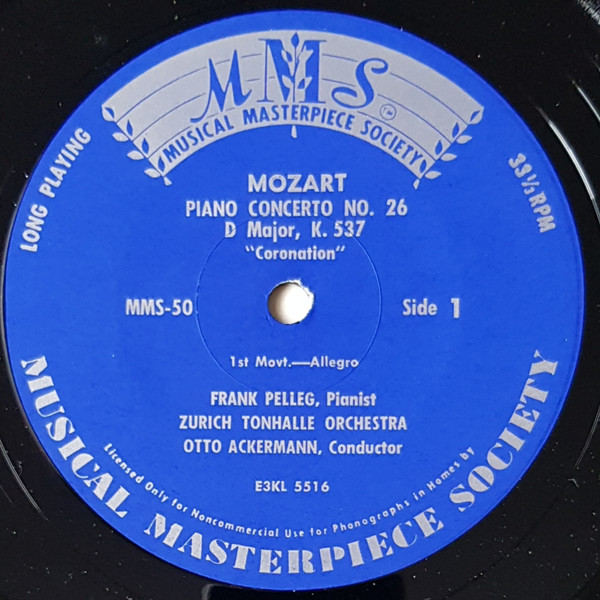 MMS TM
MUSICAL MASTERPIECE SOCIETY
LONG PLAYING
33⅓ RPM
MOZART
PIANO CONCERTO NO. 26
D Major, K. 537
"Coronation"
MMS-50
Side 1
1st Movt.—Allegro
FRANK PELLEG, Pianist
ZURICH TONHALLE ORCHESTRA
OTTO ACKERMANN, Conductor
E3KL 5516
Licensed Only for Noncommercial Use for Phonographs in Homes by
MUSICAL MASTERPIECE SOCIETY